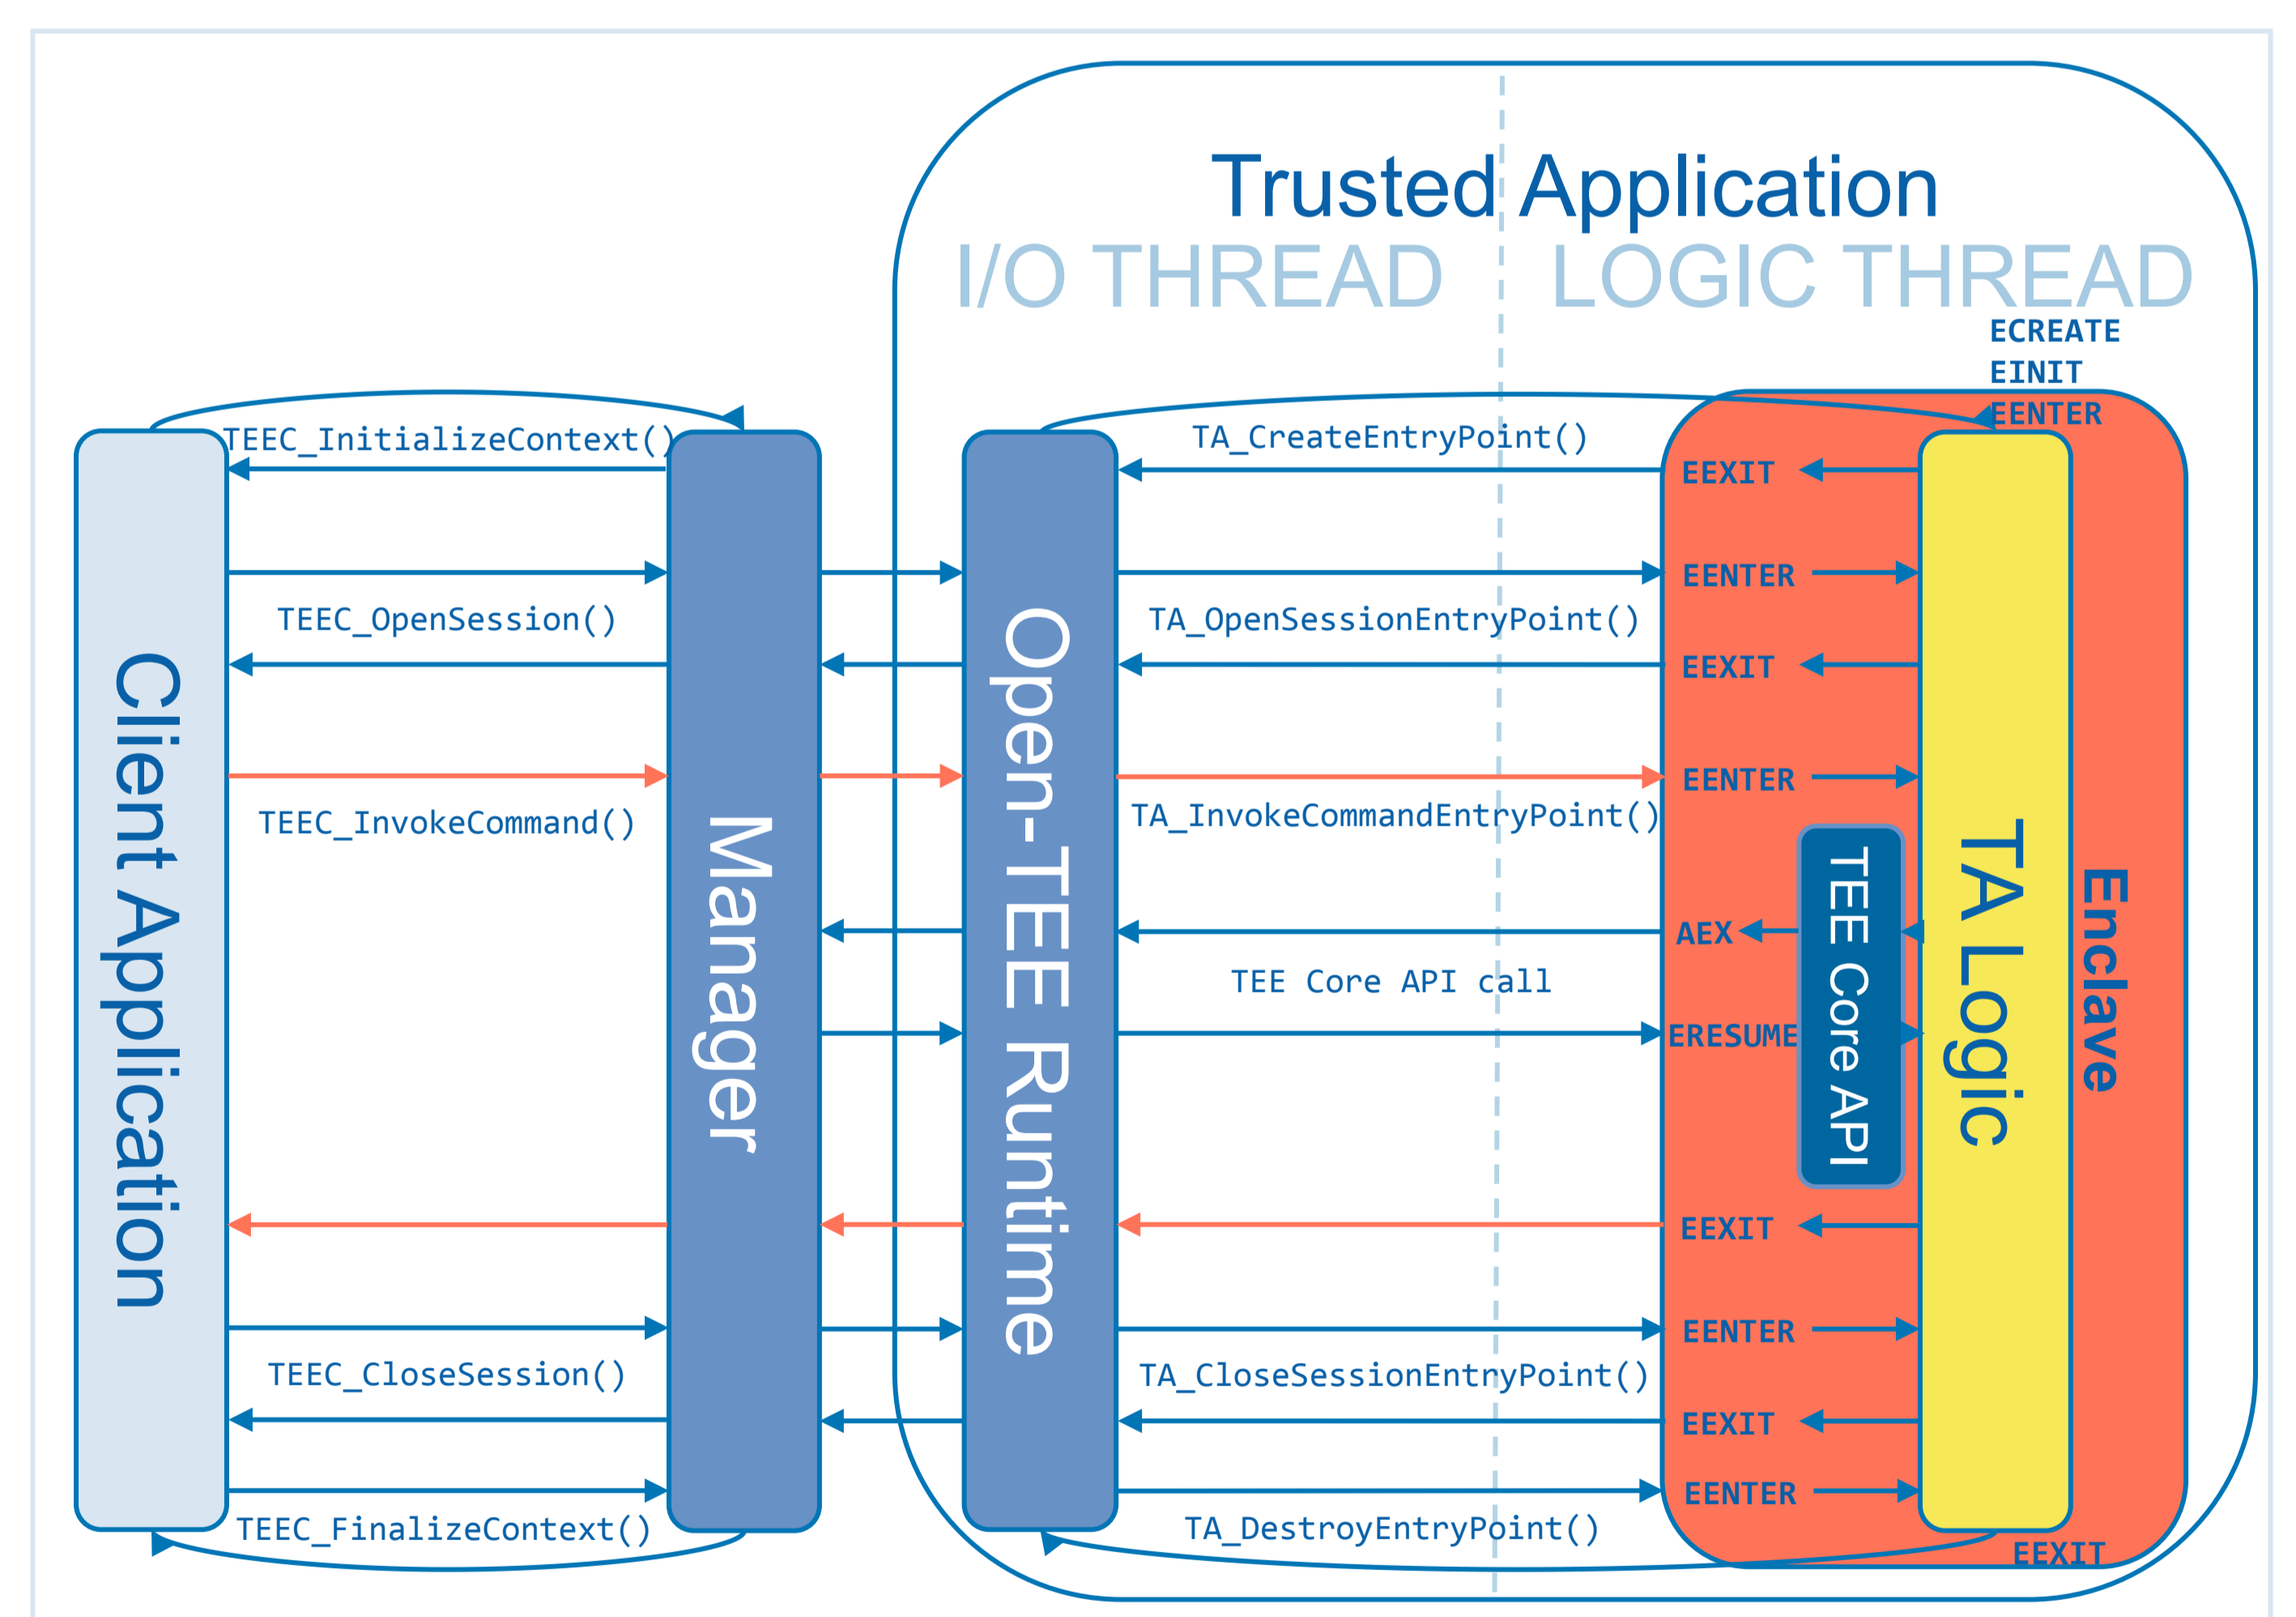 Trusted Application
I/O THREAD
LOGIC THREAD
ECREATE
EINIT
EENTER
TEEC_InitializeContext()
TA_CreateEntryPoint()
EEXIT
EENTER
TEEC_OpenSession()
TA_OpenSessionEntryPoint()
EEXIT
EENTER
TEEC_InvokeCommand()
TA_InvokeCommandEntryPoint()
AEX
TEE Core API call
ERESUME
EEXIT
EENTER
TEEC_CloseSession()
TA_CloseSessionEntryPoint()
EEXIT
EENTER
TEEC_FinalizeContext()
TA_DestroyEntryPoint()
EEXIT
Client Application
Manager
Open-TEE Runtime
TEE Core API
TA Logic
Enclave